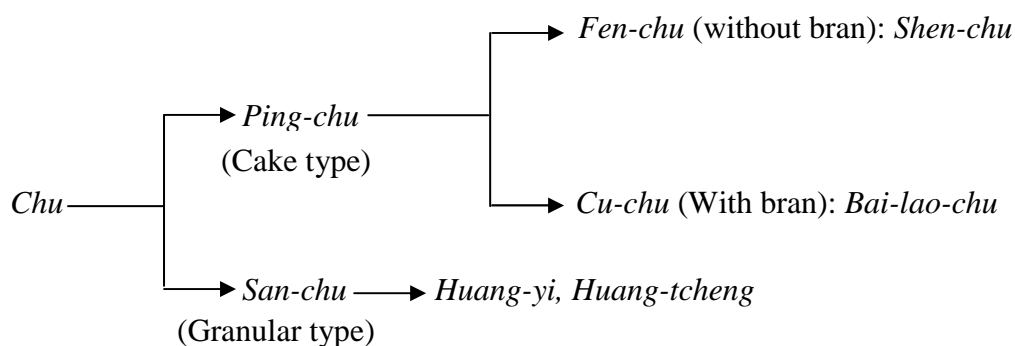 Fen-chu (without bran): Shen-chu
Ping-chu
(Cake type)
Chu
Cu-chu (With bran): Bai-lao-chu
San-chu
Huang-yi, Huang-tcheng
(Granular type)